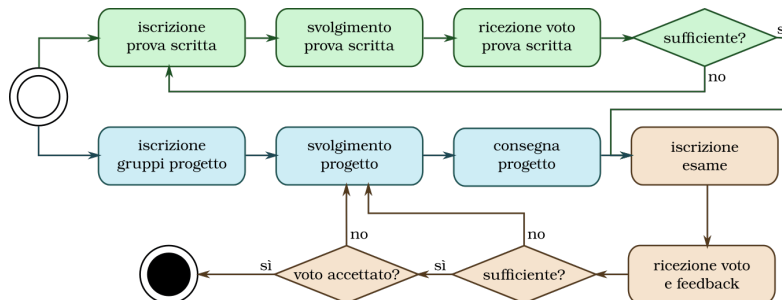 iscrizione
prova scritta
svolgimento
prova scritta
ricezione voto
prova scritta
sufficiente?
no
iscrizione
gruppi progetto
svolgimento
progetto
consegna
progetto
iscrizione
esame
no
no
sì
voto accettato?
sì
sufficiente?
ricezione voto
e feedback